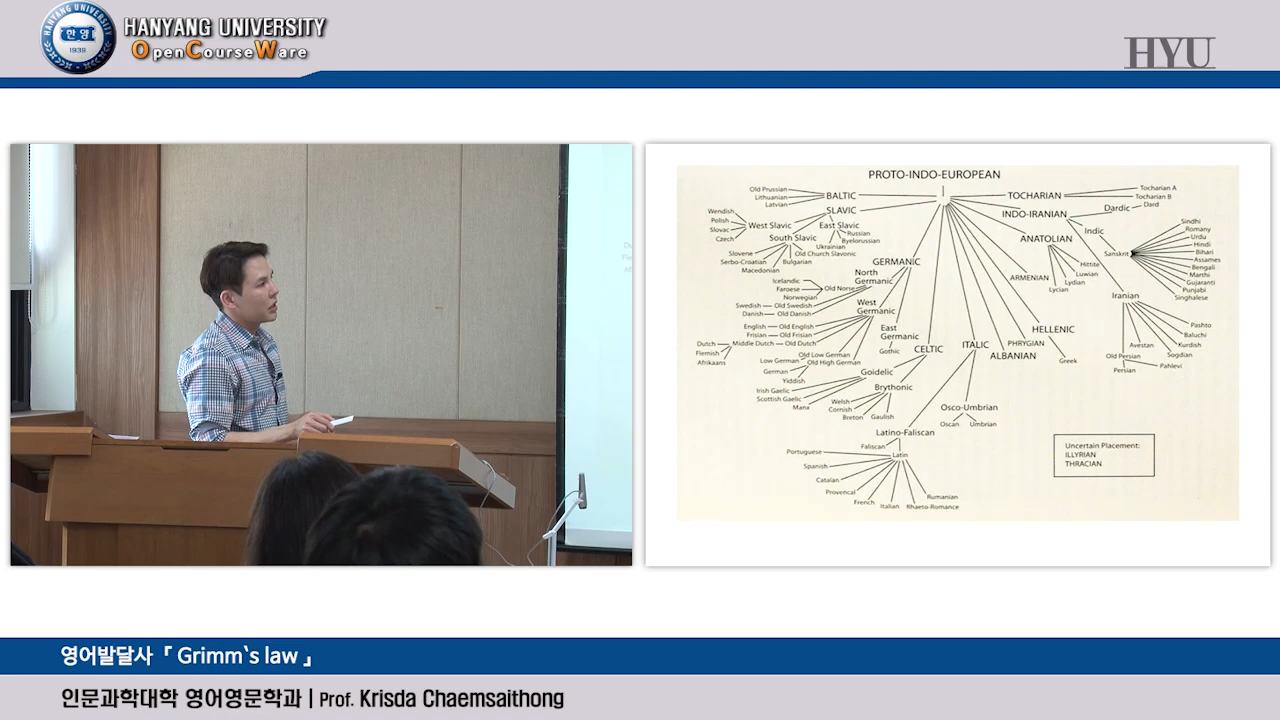 HANYANG UNIVERSITY
한양
1939
HANYANG UNIVERSITY
OpenCourseWare
HYU
PROTO-INDO-EUROPEAN
Old Prussian
Lithuanian
Latvian
BALTIC
TOCHARIAN
Tocharian A
Tocharian B
Wendish
Polish
Slovac
Czech
West Slavic
SLAVIC
East Slavic
Russian
Byelorussian
Ukrainian
South Slavic
Slovene
Serbo-Croatian
Macedonian
Bulgarian
Old Church Slavonic
INDO-IRANIAN
Dardic
Dard
Indic
Sanskrit
Sindhi
Romany
Urdu
Hindi
Bihari
Assames
Bengali
Marthi
Gujaranti
Punjabi
Singhalese
ANATOLIAN
Hittite
Luwian
Lydian
Lycian
ARMENIAN
Iranian
Pashto
Baluchi
Kurdish
Sogdian
Avestan
Pahlevi
Old Persian
Persian
GERMANIC
North
Germanic
Icelandic
Faroese
Norwegian
Old Norse
Swedish
Old Swedish
Danish
Old Danish
West
Germanic
English
Old English
Frisian
Old Frisian
Dutch
Flemish
Afrikaans
Middle Dutch
Old Dutch
Low German
Old Low German
German
Yiddish
Old High German
East
Germanic
Gothic
CELTIC
Goidelic
Irish Gaelic
Scottish Gaelic
Manx
Brythonic
Welsh
Cornish
Breton
Gaulish
ITALIC
ALBANIAN
PHRYGIAN
HELLENIC
Greek
Osco-Umbrian
Oscan
Umbrian
Latino-Faliscan
Faliscan
Latin
Portuguese
Spanish
Catalan
Provencal
French
Italian
Rhaeto-Romance
Rumanian
Uncertain Placement:
ILLYRIAN
THRACIAN
영어발달사 「 Grimm`s law 」
인문과학대학 영어영문학과 | Prof. Krisda Chaemsaithong